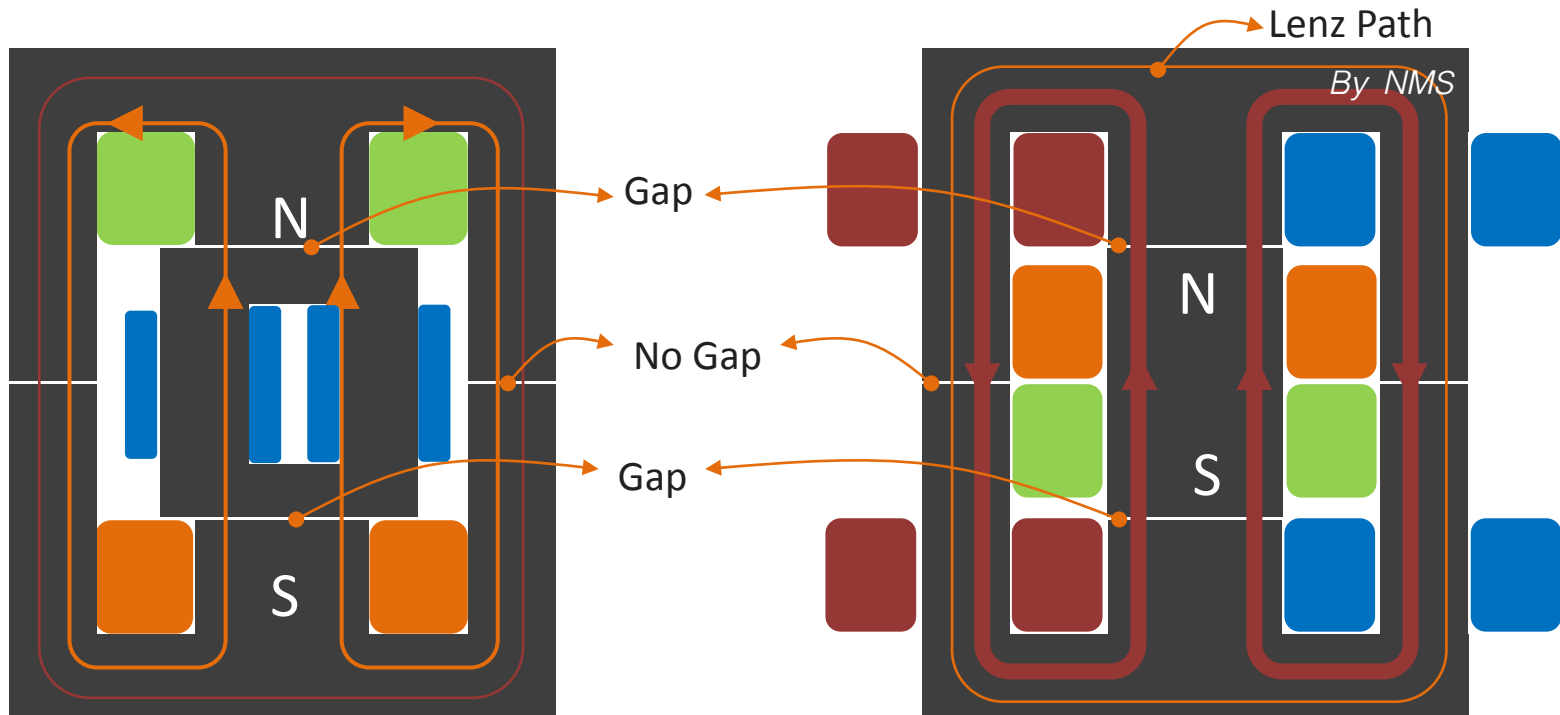 Lenz Path
By NMS
Gap
N
N
No Gap
Gap
S
S